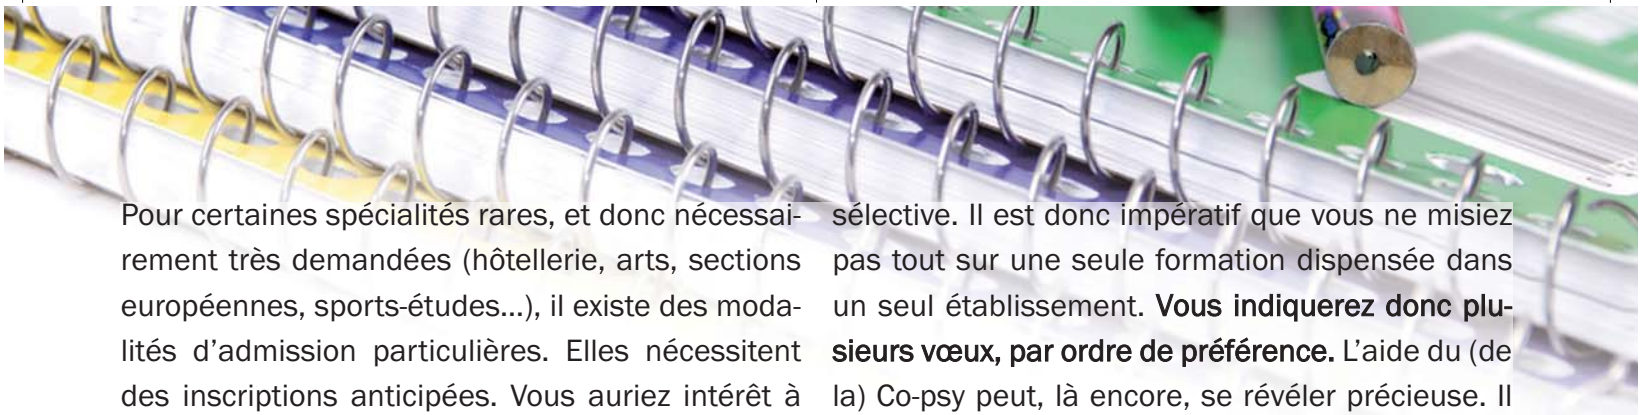 Pour certaines spécialités rares, et donc nécessai-
rement très demandées (hôtellerie, arts, sections
européennes, sports-études...), il existe des moda-
lités d'admission particulières. Elles nécessitent
des inscriptions anticipées. Vous auriez intérêt à
sélective. Il est donc impératif que vous ne misiez
pas tout sur une seule formation dispensée dans
un seul établissement. Vous indiquerez donc plu-
sieurs vœux, par ordre de préférence. L'aide du (de
la) Co-psy peut, là encore, se révéler précieuse. Il